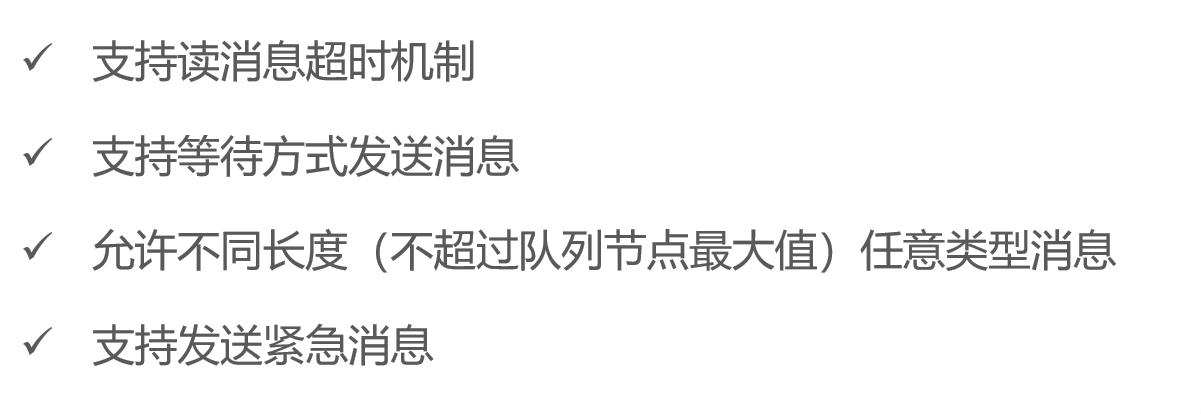 ✓ 支持读消息超时机制
✓ 支持等待方式发送消息
✓ 允许不同长度（不超过队列节点最大值）任意类型消息
✓ 支持发送紧急消息